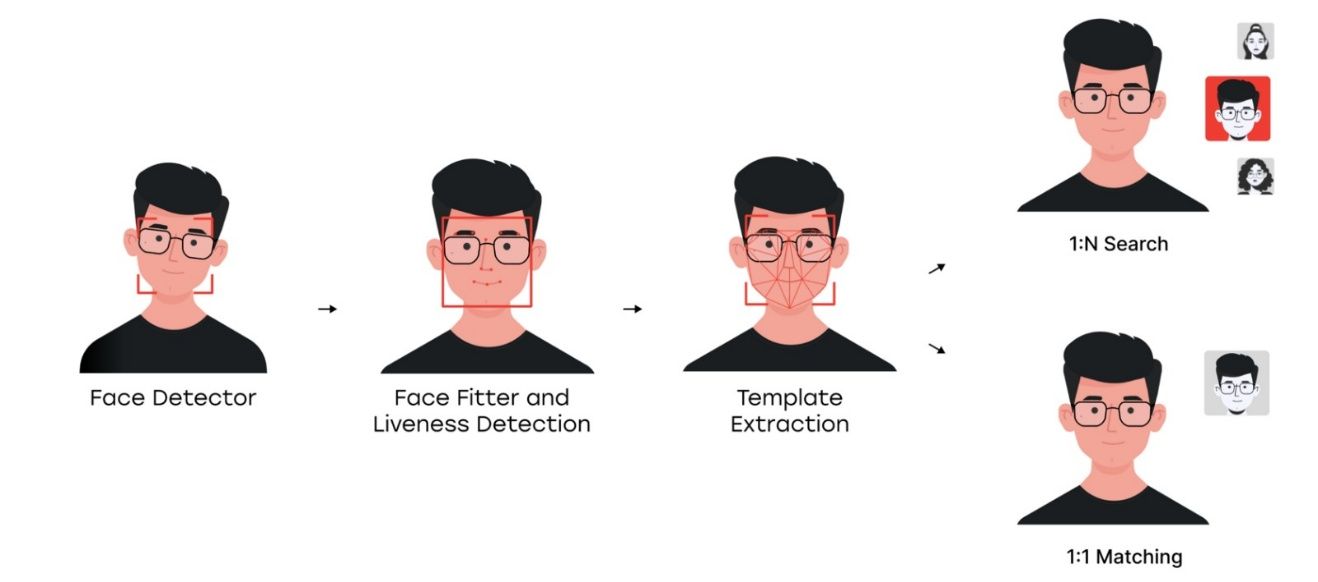 Face Detector
Face Fitter and
Liveness Detection
Template
Extraction
1:N Search
1:1 Matching